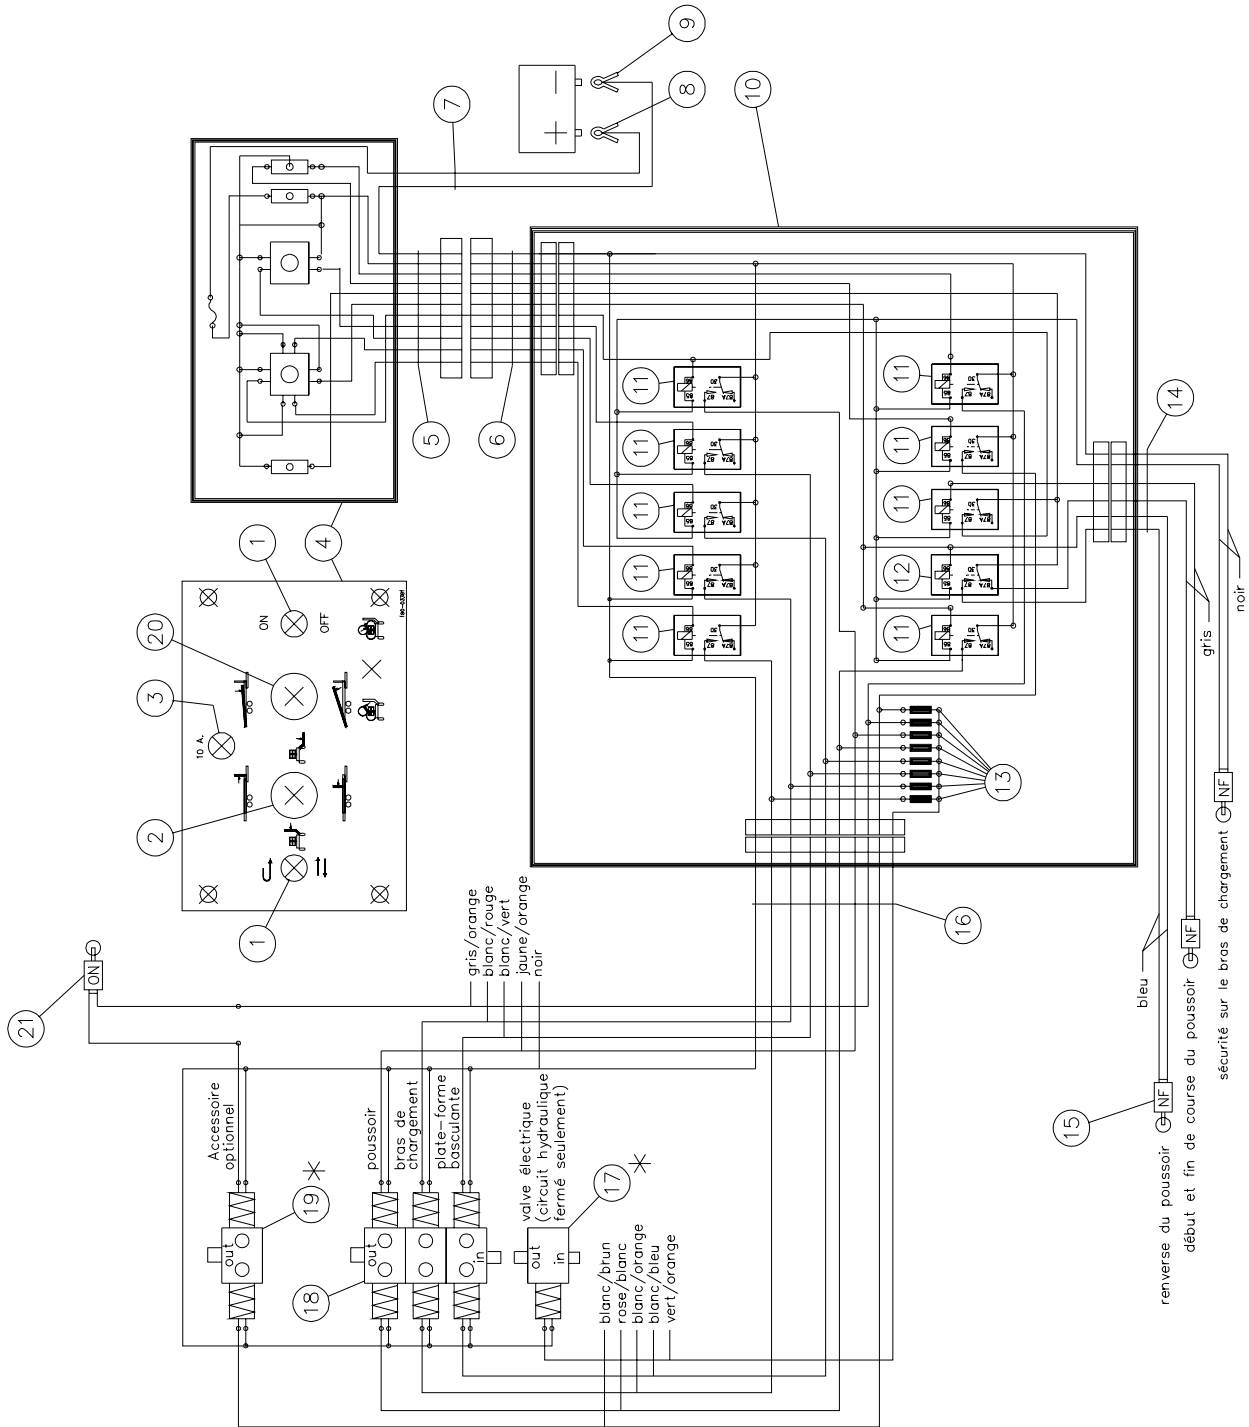 9
8
7
10
+
−
4
5
6
1
20
3
2
1
ON
OFF
10 A.
11
11
11
11
11
11
11
11
12
11
86
85
30
87
87A
13
14
15
16
17
18
19
21
ON
gris/orange
blanc/rouge
blanc/vert
jaune/orange
noir
Accessoire
optionnel
poussoir
bras de
chargement
plate-forme
basculante
valve électrique
(circuit hydraulique
fermé seulement)
out
out
in
out
in
blanc/brun
rose/blanc
blanc/orange
blanc/bleu
vert/orange
bleu
gris
noir
NF
NF
NF
renverse du poussoir
début et fin de course du poussoir
sécurité sur le bras de chargement